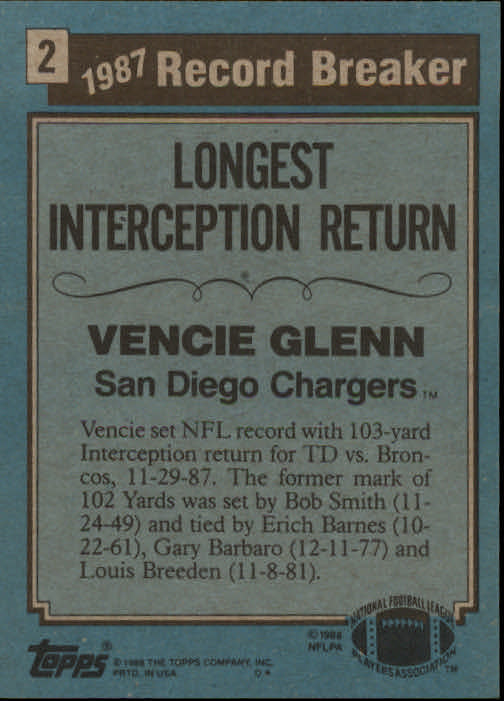 2
1987 Record Breaker
LONGEST
INTERCEPTION RETURN
VENCIE GLENN
San Diego Chargers™
Vencie set NFL record with 103-yard
Interception return for TD vs. Bron-
cos, 11-29-87. The former mark of
102 Yards was set by Bob Smith (11-
24-49) and tied by Erich Barnes (10-
22-61), Gary Barbaro (12-11-77) and
Louis Breeden (11-8-81).
topps®
© 1988 THE TOPPS COMPANY, INC.
PRTD. IN USA D*
© 1988
NFLPA
NATIONAL FOOTBALL LEAGUE
PLAYERS ASSOCIATION™